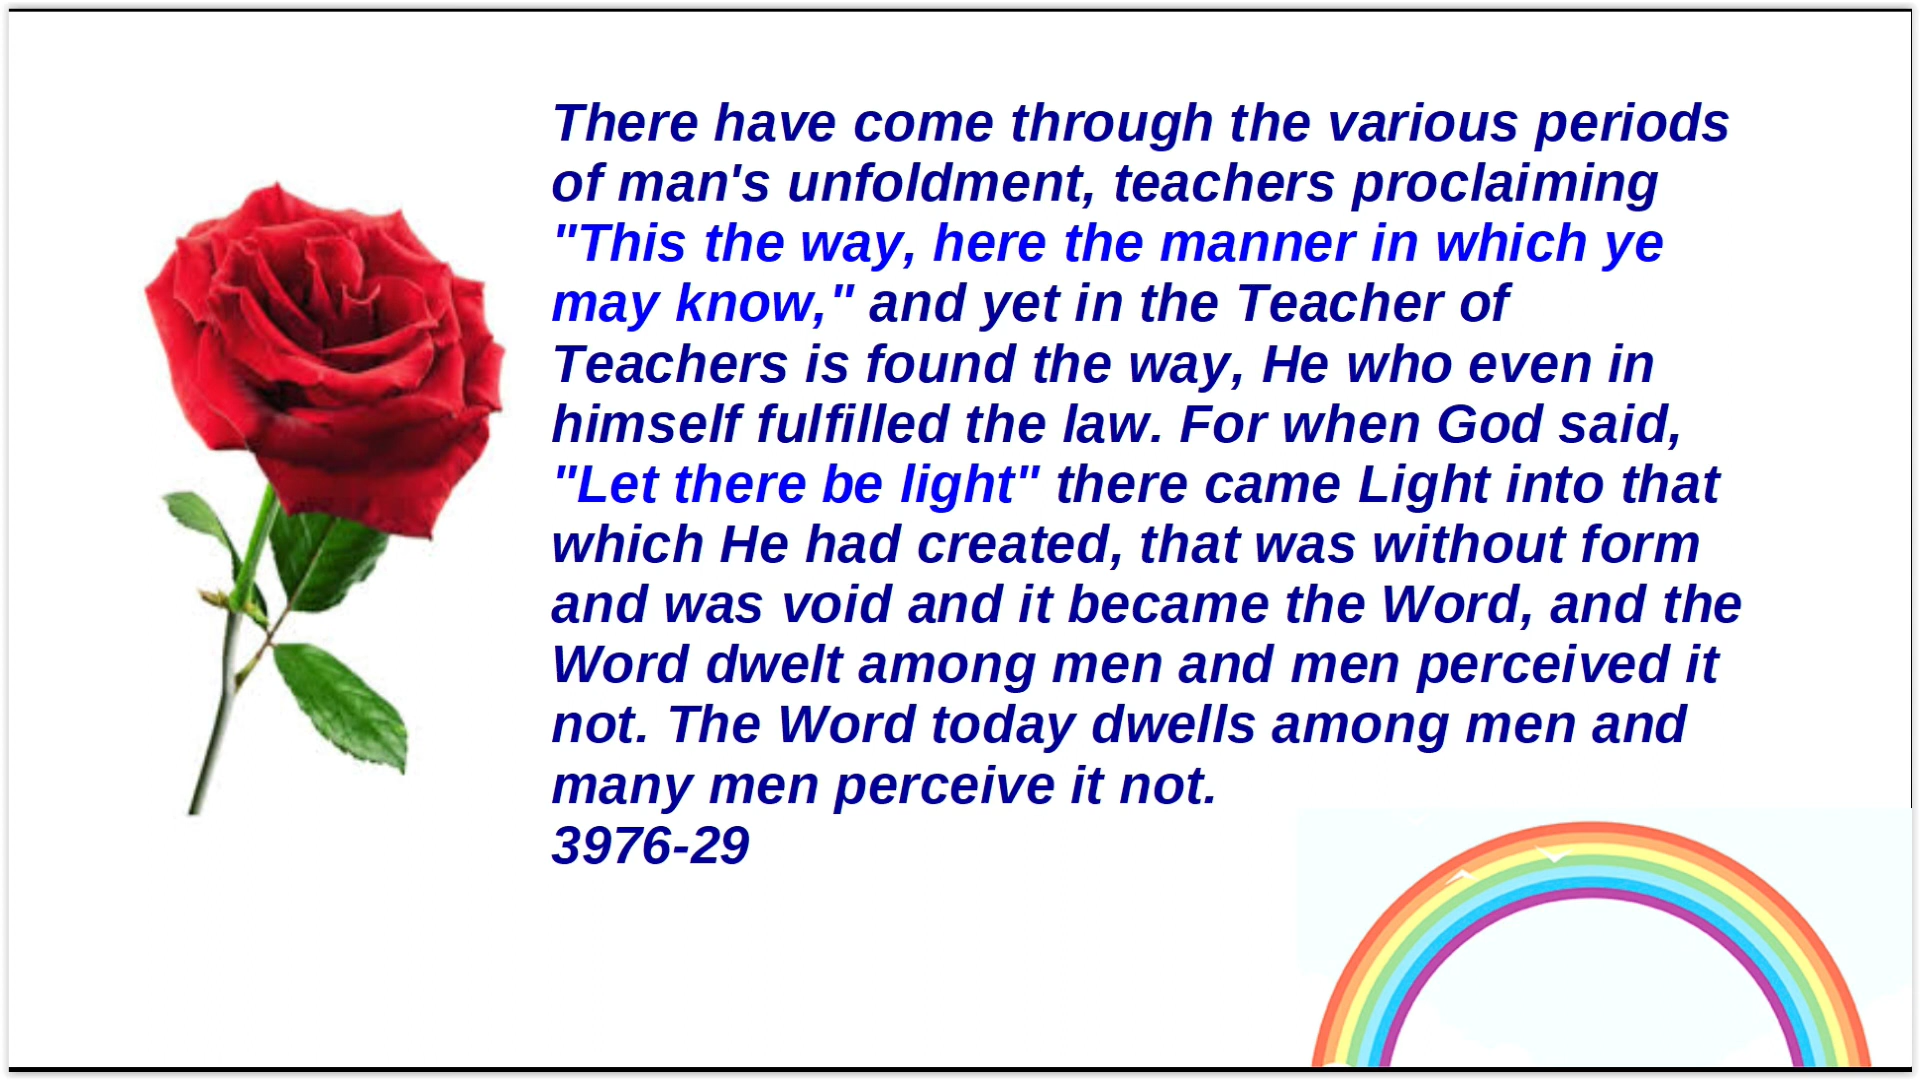 There have come through the various periods
of man's unfoldment, teachers proclaiming
"This the way, here the manner in which ye
may know," and yet in the Teacher of
Teachers is found the way, He who even in
himself fulfilled the law. For when God said,
"Let there be light" there came Light into that
which He had created, that was without form
and was void and it became the Word, and the
Word dwelt among men and men perceived it
not. The Word today dwells among men and
many men perceive it not.
3976-29